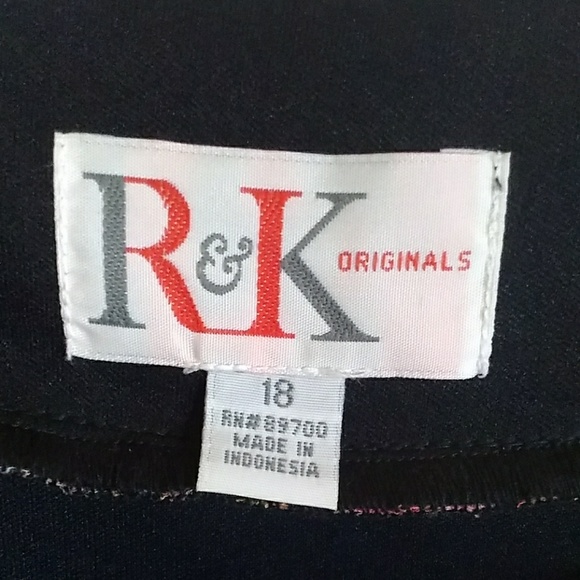 R&K ORIGINALS
18
RN# 89700
MADE IN
INDONESIA